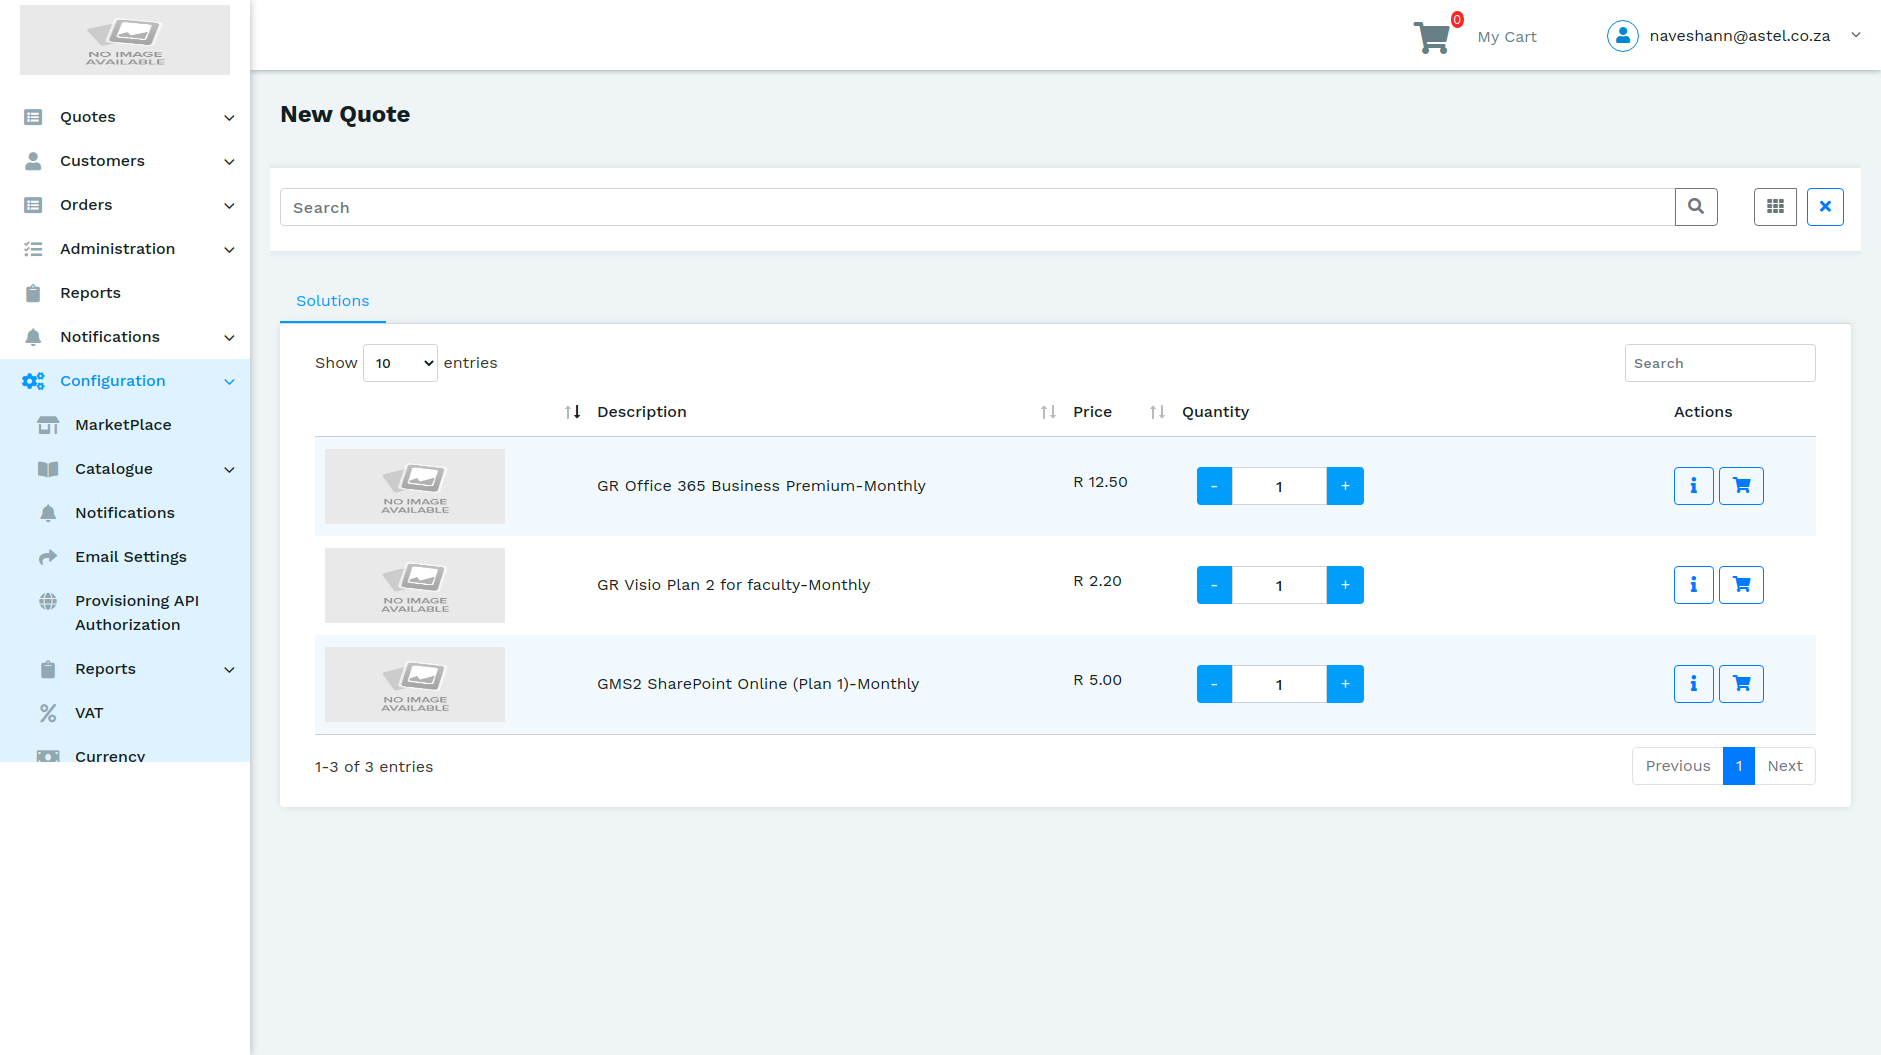 NO IMAGE
AVAILABLE
0
My Cart
naveshann@astel.co.za
Quotes
Customers
Orders
Administration
Reports
Notifications
Configuration
MarketPlace
Catalogue
Notifications
Email Settings
Provisioning API
Authorization
Reports
VAT
Currency
New Quote
Search
Solutions
Show 10 entries
Search
Description Price Quantity Actions
NO IMAGE
AVAILABLE
GR Office 365 Business Premium-Monthly R 12.50 - 1 +
NO IMAGE
AVAILABLE
GR Visio Plan 2 for faculty-Monthly R 2.20 - 1 +
NO IMAGE
AVAILABLE
GMS2 SharePoint Online (Plan 1)-Monthly R 5.00 - 1 +
1-3 of 3 entries
Previous 1 Next